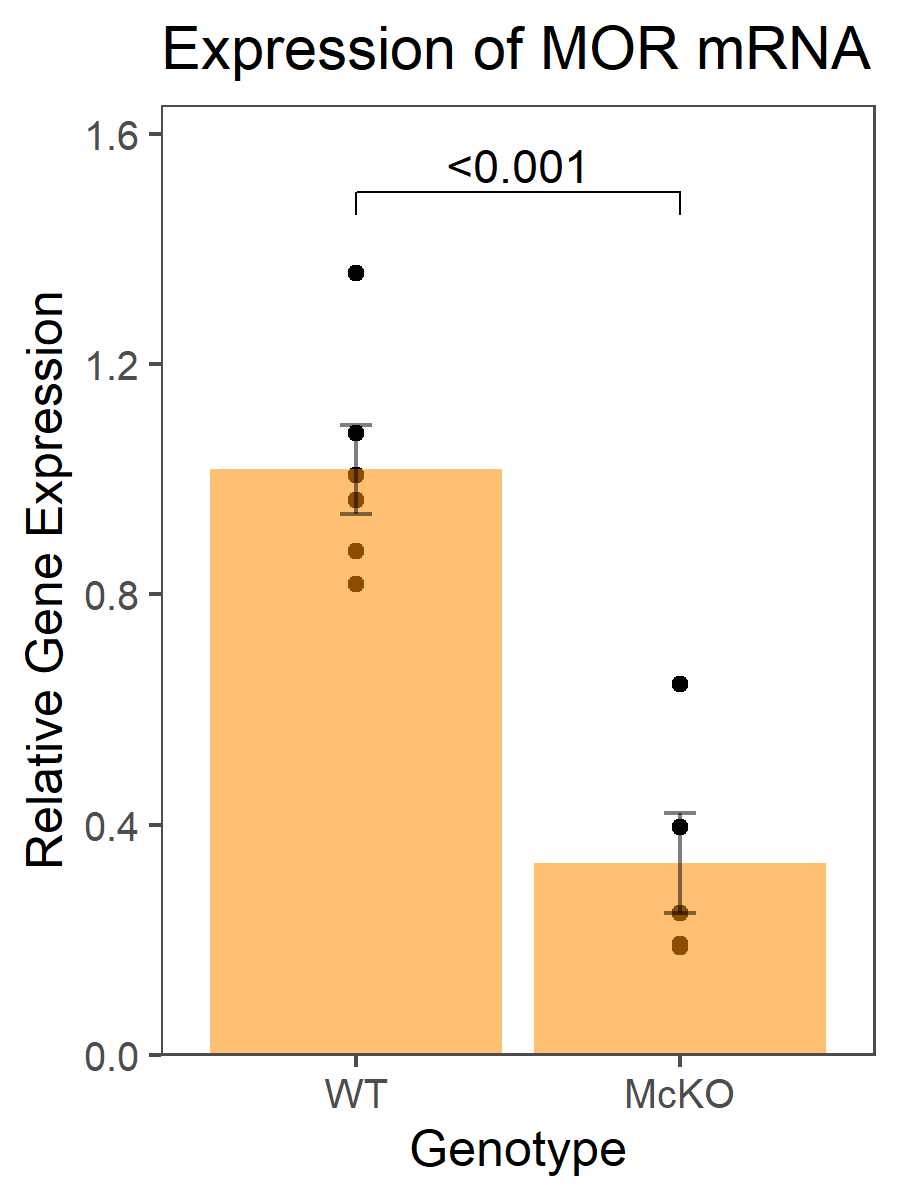 Expression of MOR mRNA
<0.001
Relative Gene Expression
1.6
1.2
0.8
0.4
0.0
WT McKO
Genotype